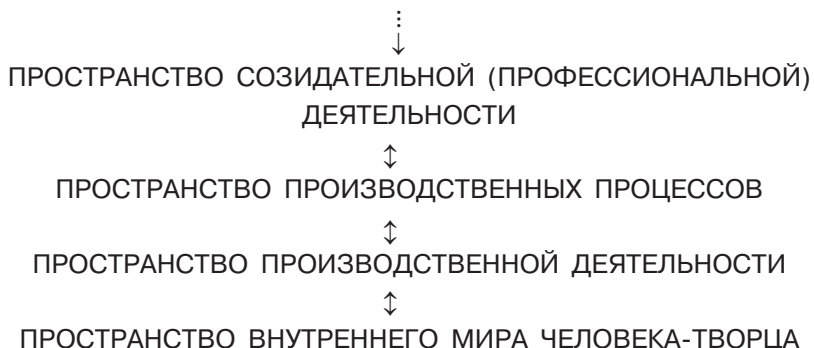 ПРОСТРАНСТВО СОЗИДАТЕЛЬНОЙ (ПРОФЕССИОНАЛЬНОЙ)
ДЕЯТЕЛЬНОСТИ
↕
ПРОСТРАНСТВО ПРОИЗВОДСТВЕННЫХ ПРОЦЕССОВ
↕
ПРОСТРАНСТВО ПРОИЗВОДСТВЕННОЙ ДЕЯТЕЛЬНОСТИ
↕
ПРОСТРАНСТВО ВНУТРЕННЕГО МИРА ЧЕЛОВЕКА-ТВОРЦА